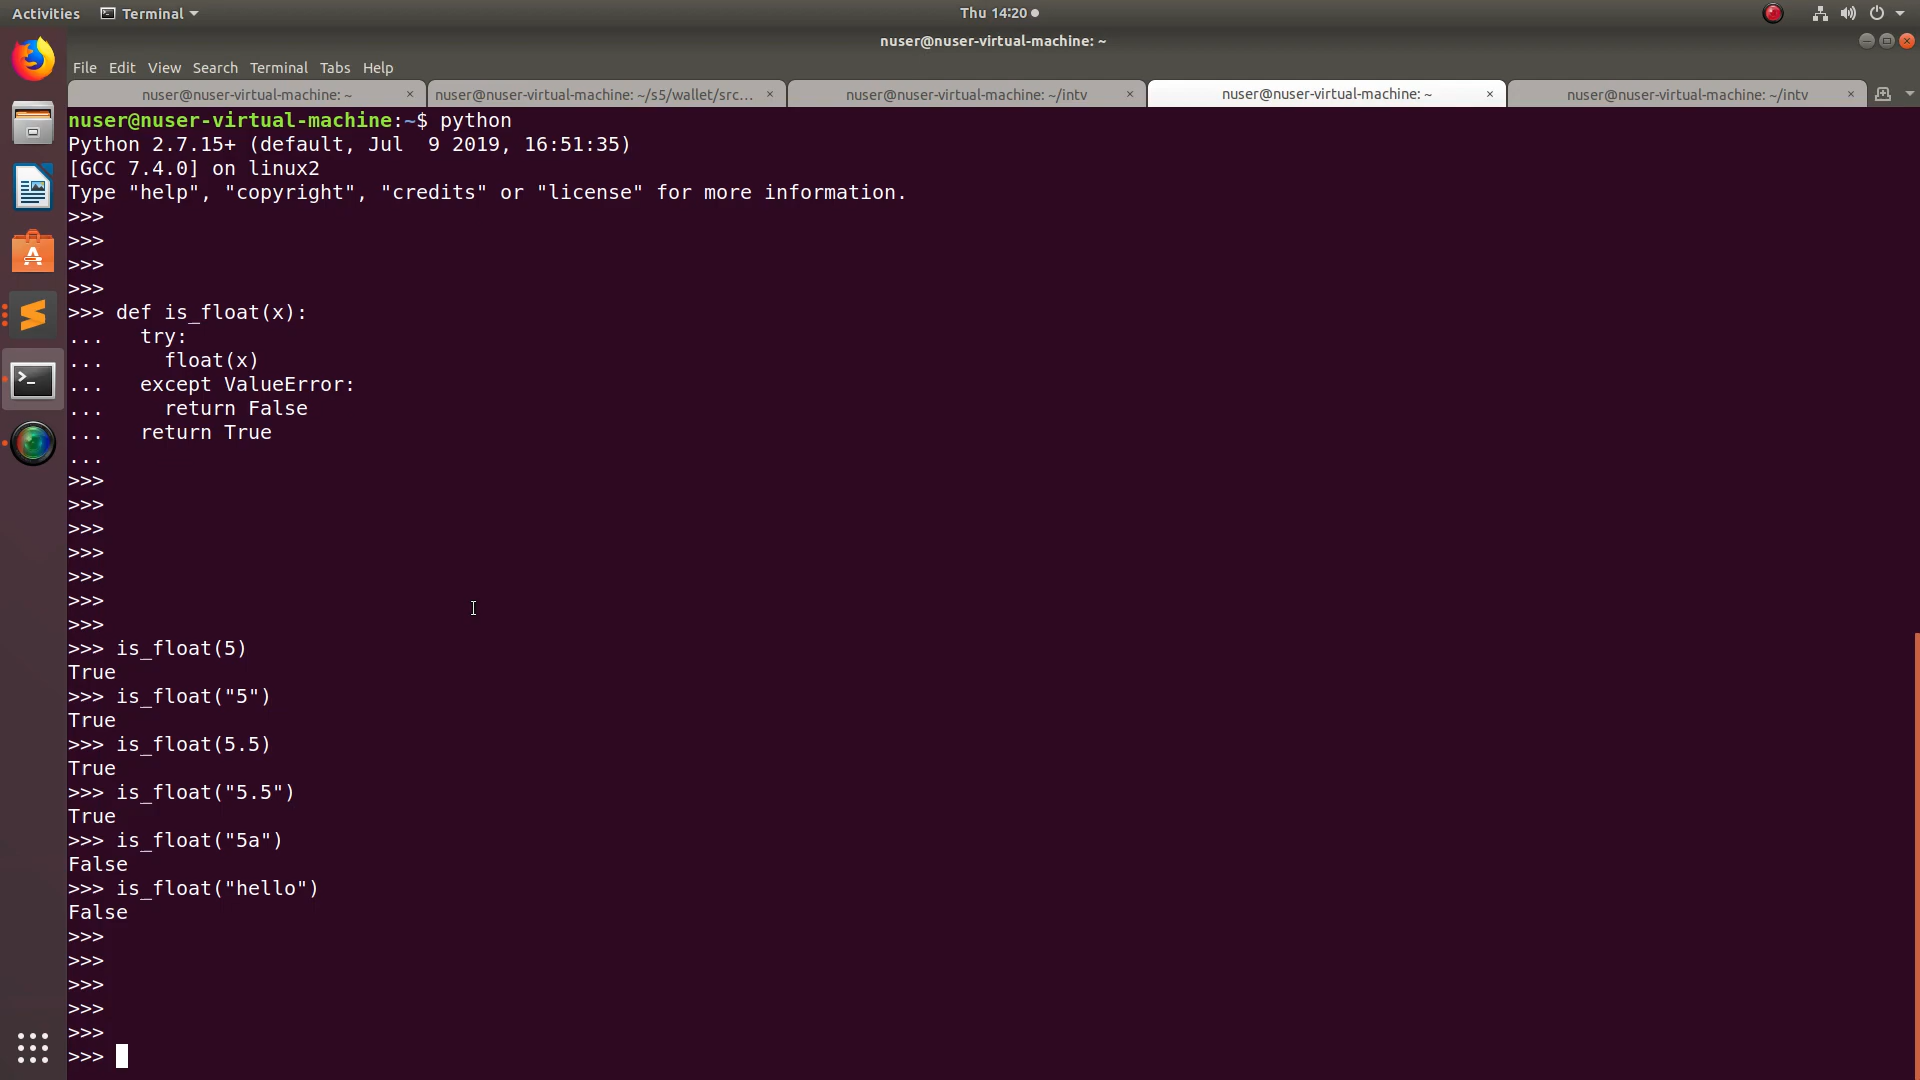 Activities Terminal Thu 14:20
nuser@nuser-virtual-machine: ~
File Edit View Search Terminal Tabs Help
nuser@nuser-virtual-machine: ~ × nuser@nuser-virtual-machine: ~/s5/wallet/src... × nuser@nuser-virtual-machine: ~/intv × nuser@nuser-virtual-machine: ~ × nuser@nuser-virtual-machine: ~/intv ×
nuser@nuser-virtual-machine:~$ python
Python 2.7.15+ (default, Jul  9 2019, 16:51:35)
[GCC 7.4.0] on linux2
Type "help", "copyright", "credits" or "license" for more information.
>>>
>>>
>>>
>>>
>>> def is_float(x):
...   try:
...     float(x)
...   except ValueError:
...     return False
...   return True
...
>>>
>>>
>>>
>>>
>>>
>>>
>>>
>>> is_float(5)
True
>>> is_float("5")
True
>>> is_float(5.5)
True
>>> is_float("5.5")
True
>>> is_float("5a")
False
>>> is_float("hello")
False
>>>
>>>
>>>
>>>
>>>
>>>